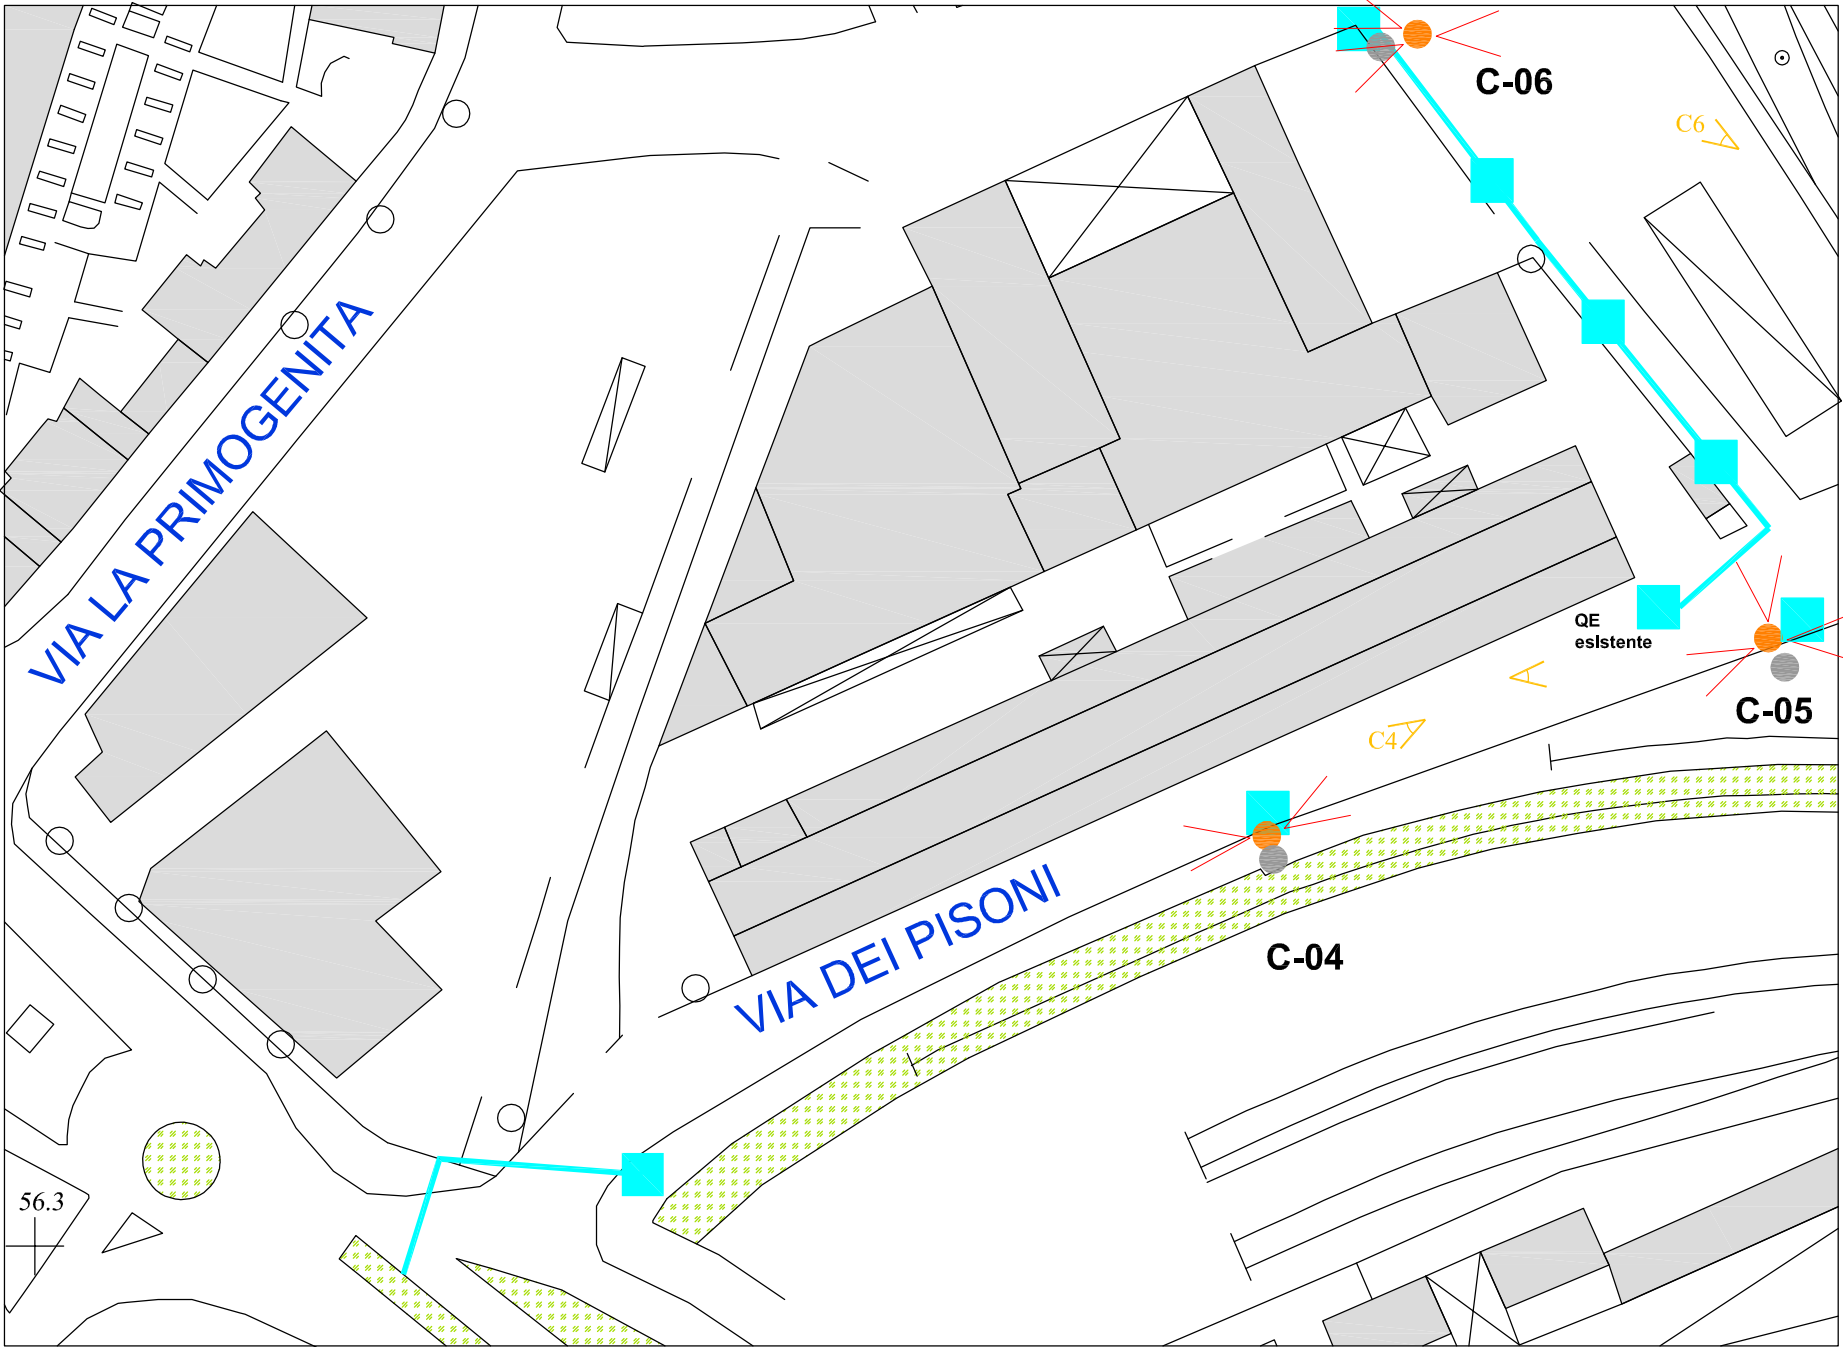 C-06
C6
VIA LA PRIMOGENITA
QE
esistente
C-05
C4
VIA DEI PISONI
C-04
56.3